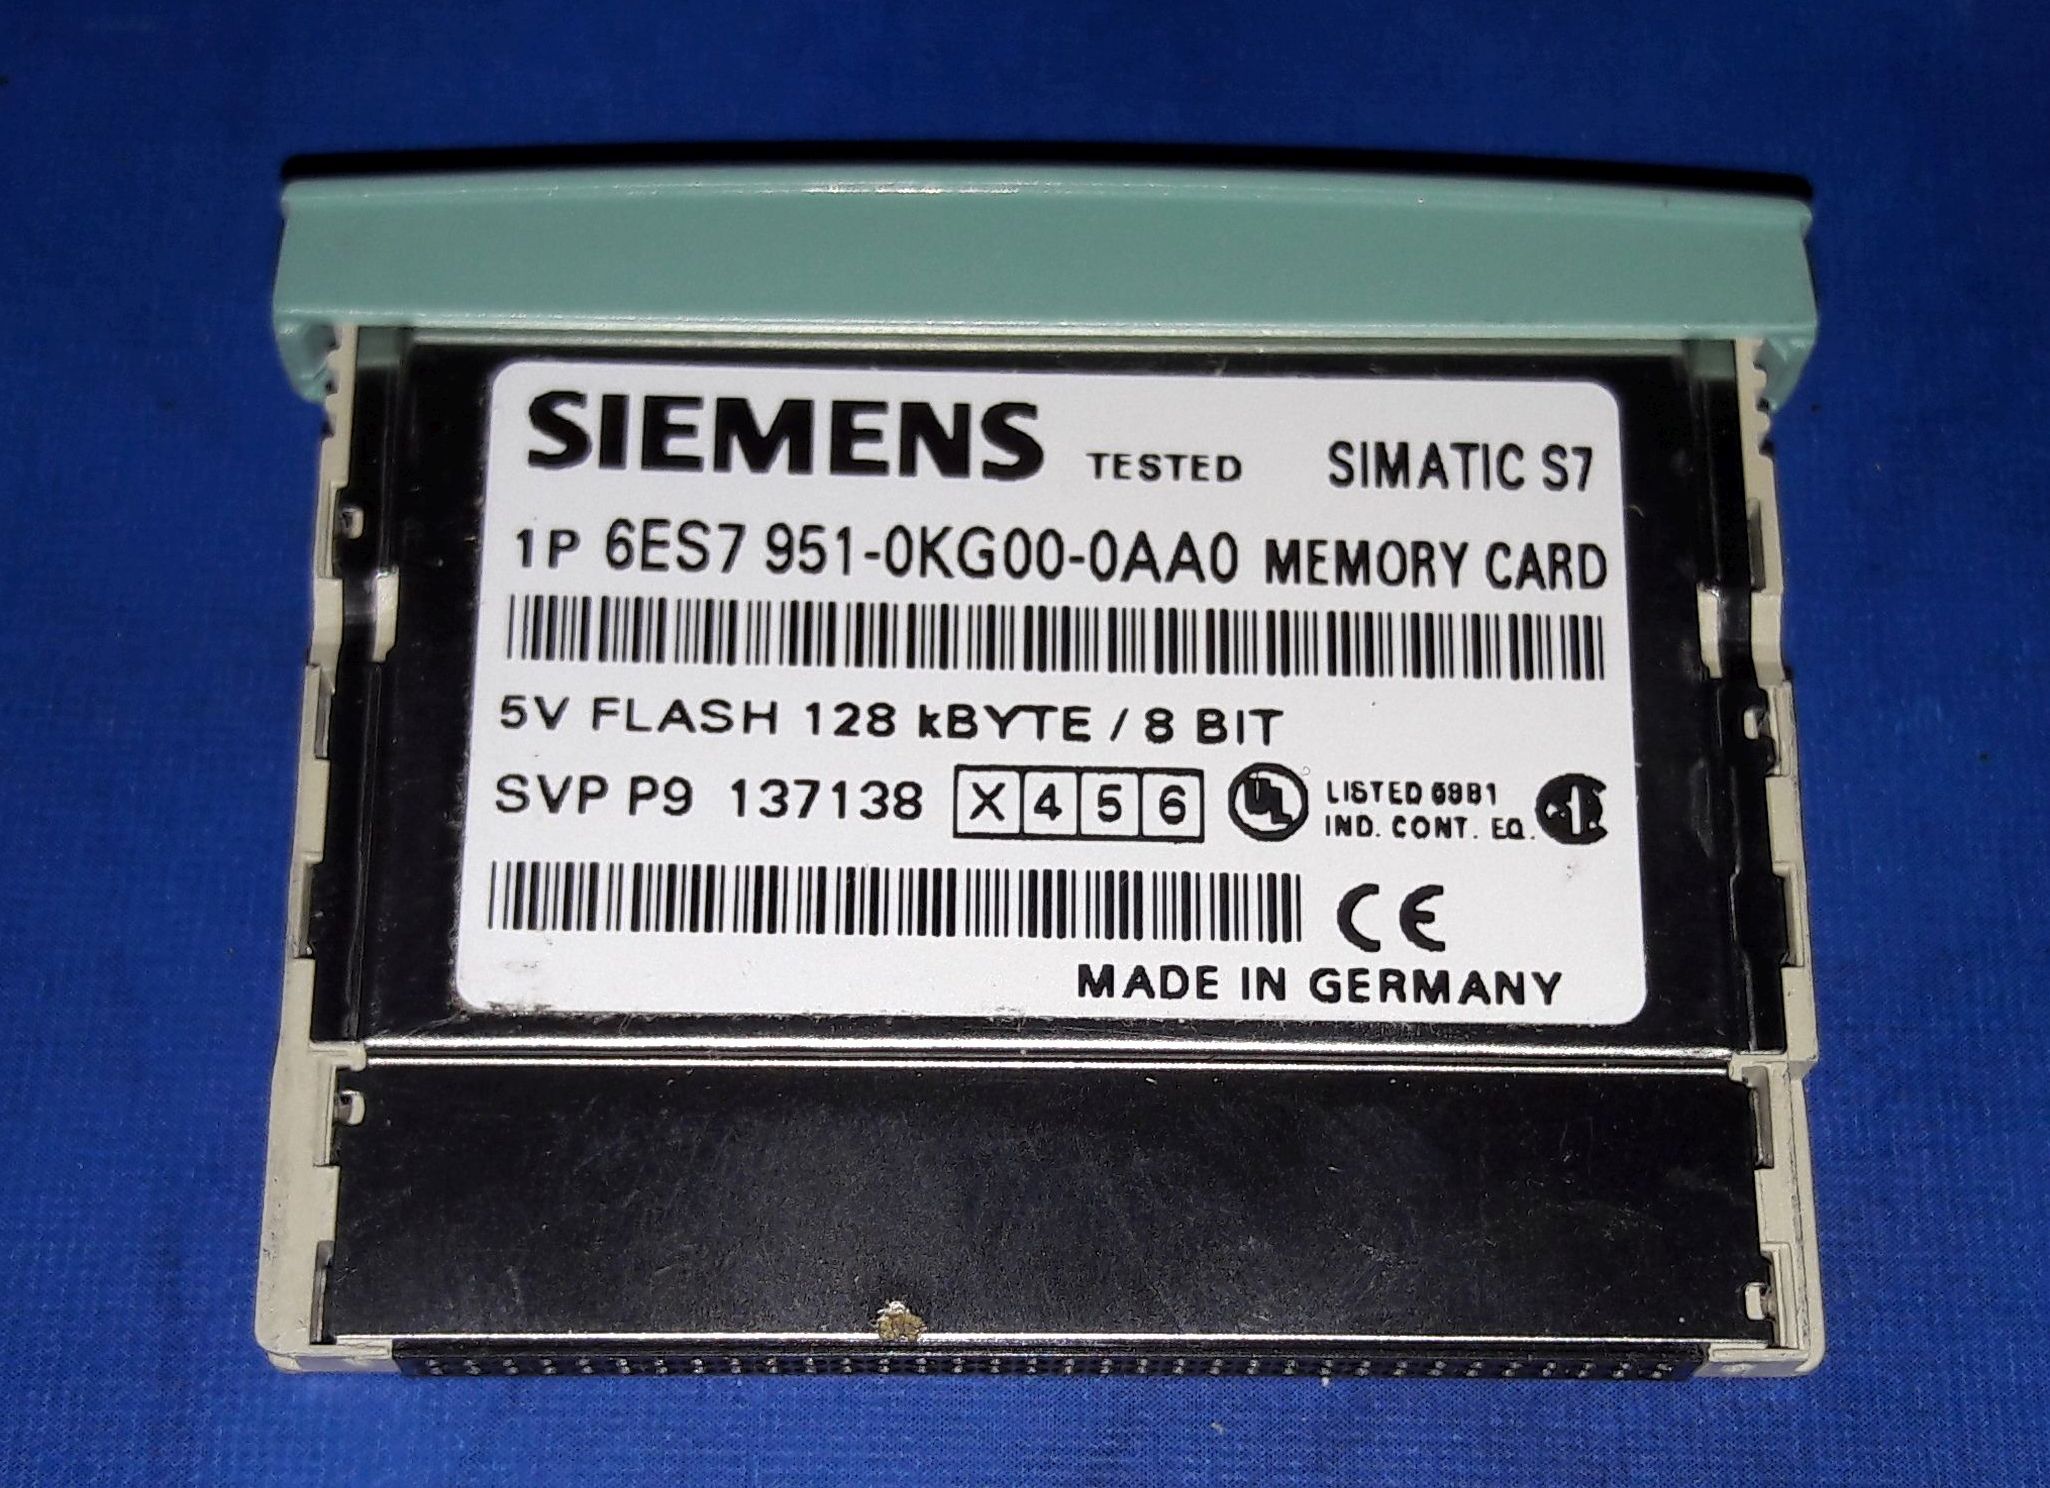 SIEMENS TESTED SIMATIC S7
1P 6ES7 951-0KG00-0AA0 MEMORY CARD
5V FLASH 128 kBYTE / 8 BIT
SVP P9 137138 X 4 5 6 UL LISTED 69B1
IND. CONT. EQ.
CE
MADE IN GERMANY